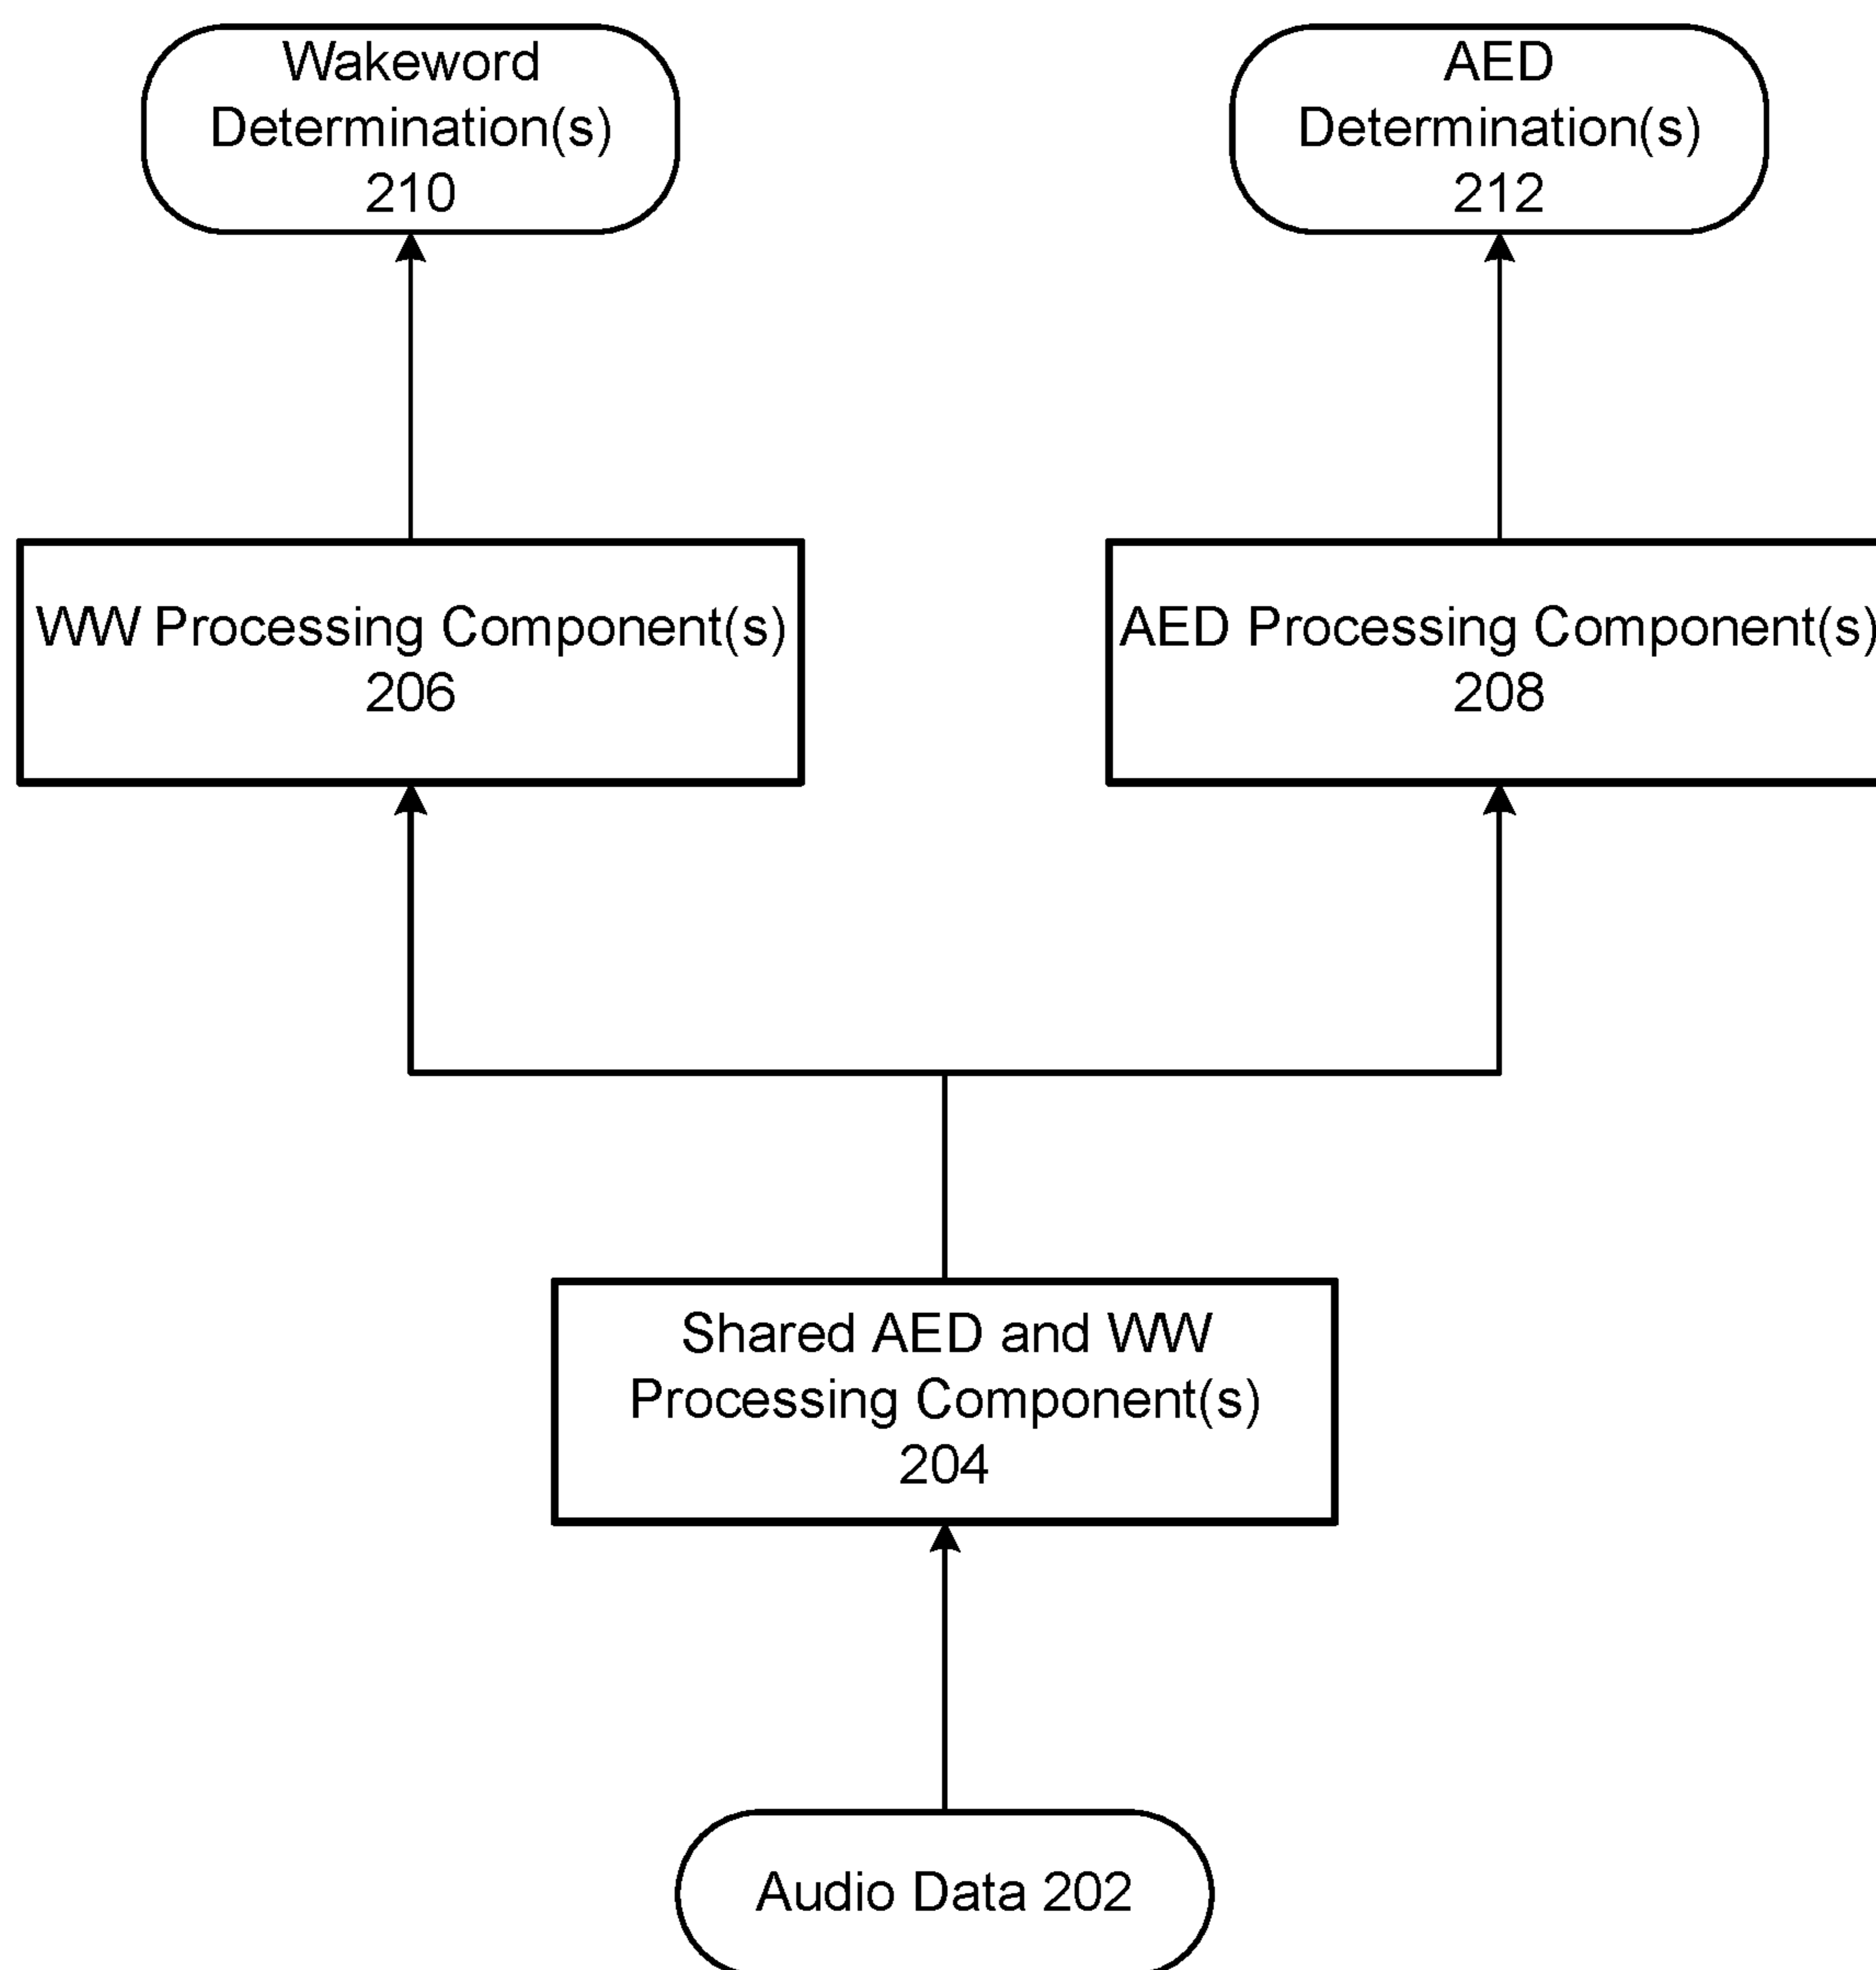 Wakeword
Determination(s)
210
AED
Determination(s)
212
WW Processing Component(s)
206
AED Processing Component(s)
208
Shared AED and WW
Processing Component(s)
204
Audio Data 202